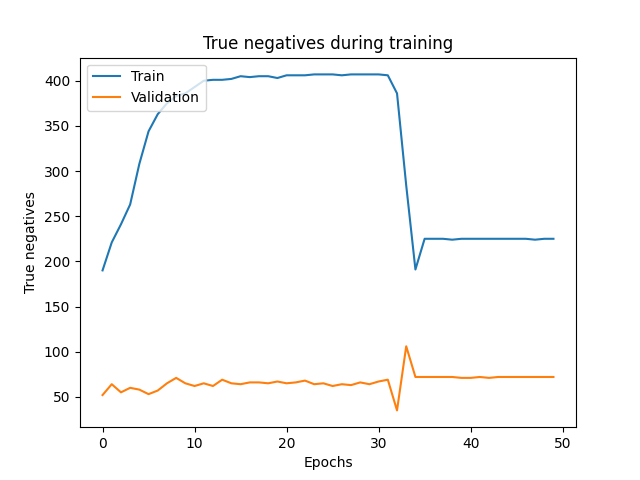 True negatives during training
Train
Validation
True negatives
400
350
300
250
200
150
100
50
0 10 20 30 40 50
Epochs